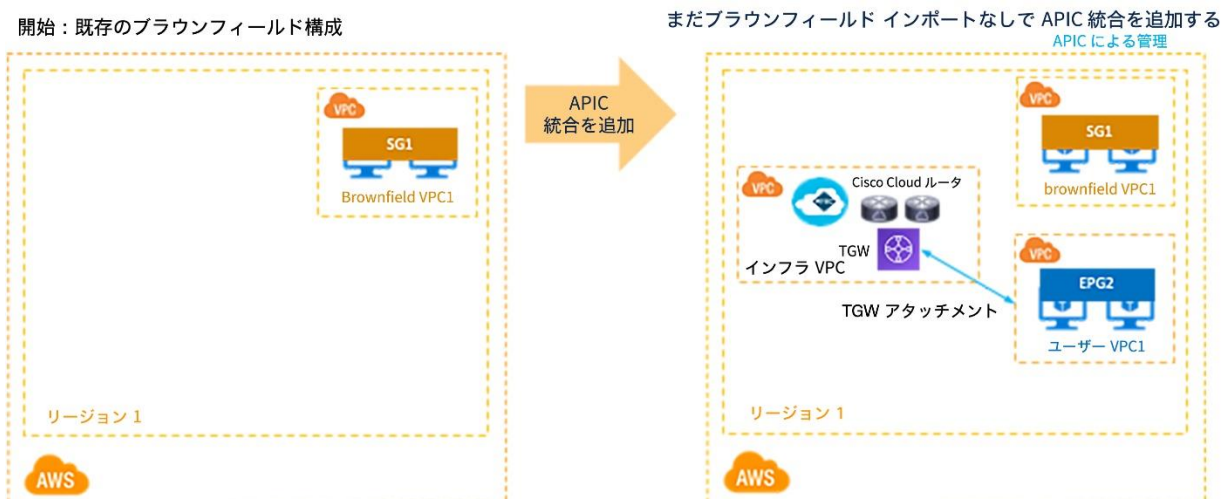 開始：既存のブラウンフィールド構成
VPC
SG1
Brownfield VPC1
リージョン 1
AWS
APIC
統合を追加
まだブラウンフィールド インポートなしで APIC 統合を追加する
APIC による管理
VPC
SG1
brownfield VPC1
VPC
Cisco Cloud ルータ
TGW
インフラ VPC
TGW アタッチメント
VPC
EPG2
ユーザー VPC1
リージョン 1
AWS